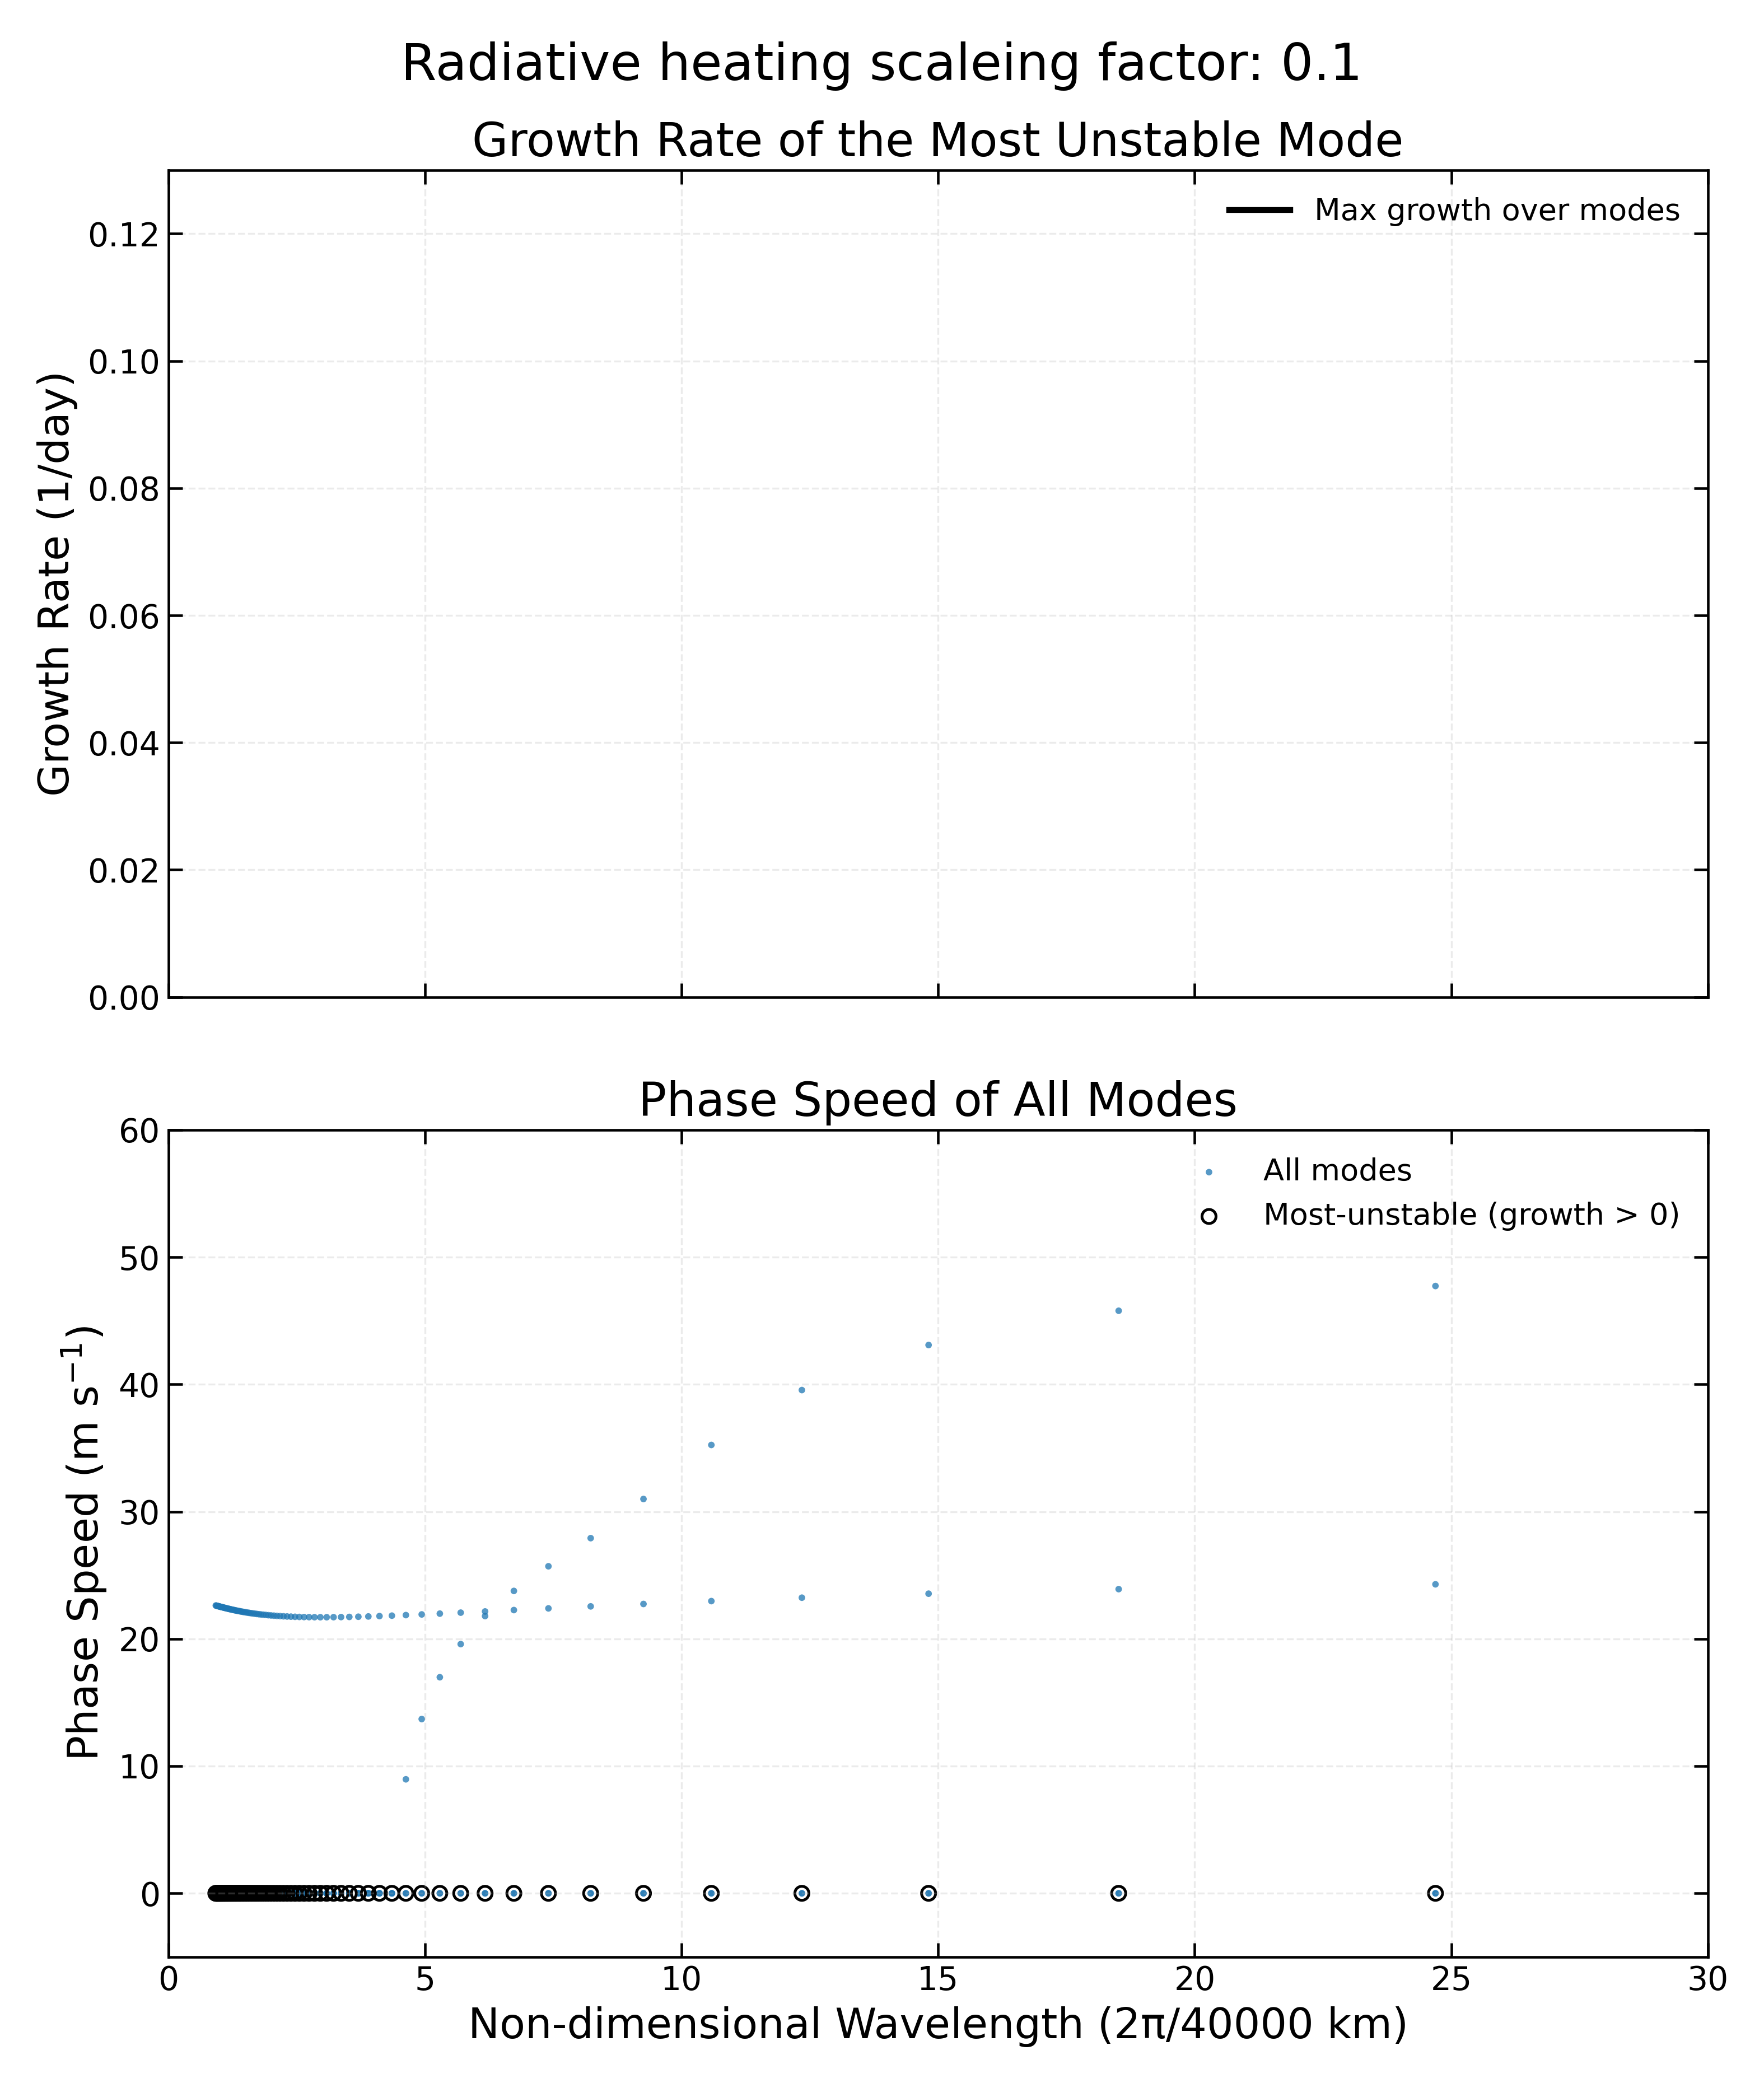 Radiative heating scaleing factor: 0.1
Growth Rate of the Most Unstable Mode
Max growth over modes
Growth Rate (1/day)
0.12
0.10
0.08
0.06
0.04
0.02
0.00
Phase Speed of All Modes
All modes
Most-unstable (growth > 0)
Phase Speed (m s⁻¹)
60
50
40
30
20
10
0
0 5 10 15 20 25 30
Non-dimensional Wavelength (2π/40000 km)